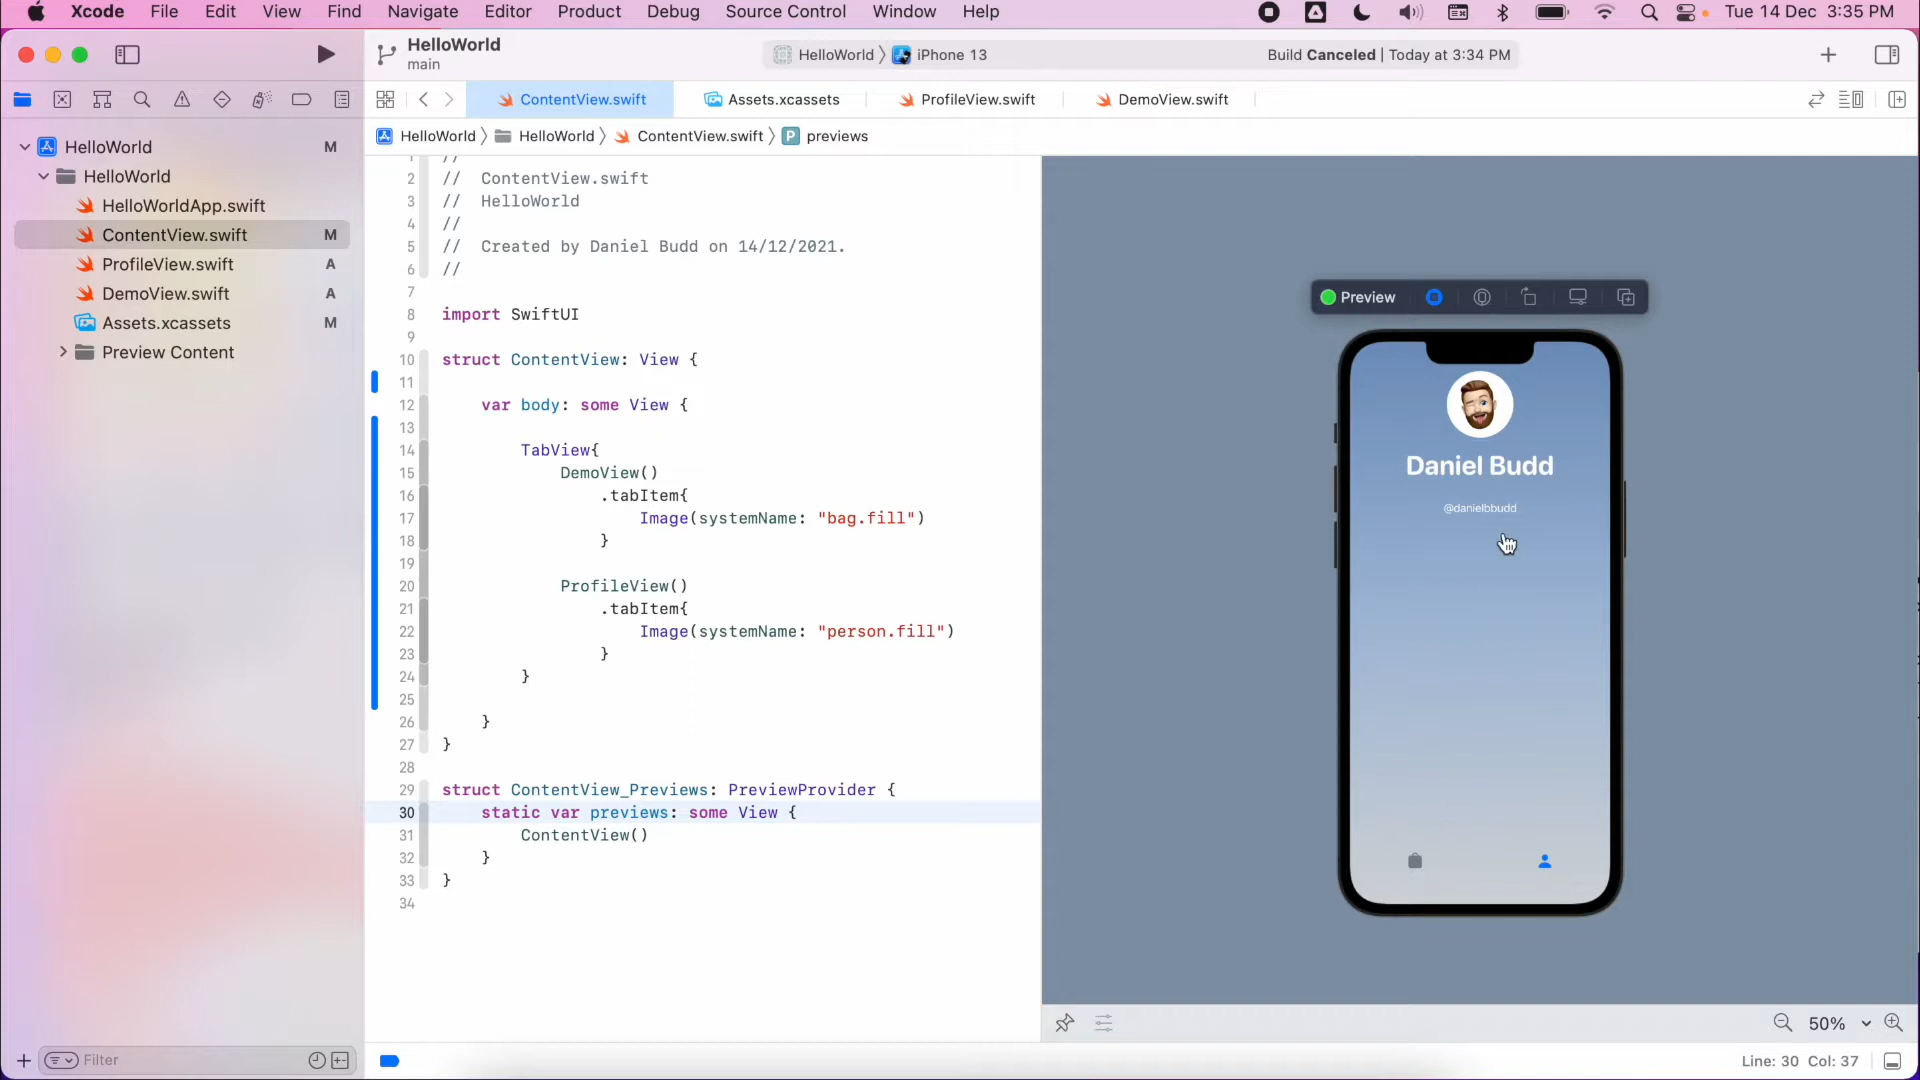 Xcode File Edit View Find Navigate Editor Product Debug Source Control Window Help Tue 14 Dec 3:35 PM
HelloWorld
main
HelloWorld 〉 iPhone 13
Build Canceled | Today at 3:34 PM
ContentView.swift Assets.xcassets ProfileView.swift DemoView.swift
HelloWorld 〉 HelloWorld 〉 ContentView.swift 〉 P previews
HelloWorld M
HelloWorld
HelloWorldApp.swift
ContentView.swift M
ProfileView.swift A
DemoView.swift A
Assets.xcassets M
Preview Content
Filter
1 //
2 // ContentView.swift
3 // HelloWorld
4 //
5 // Created by Daniel Budd on 14/12/2021.
6 //
7
8 import SwiftUI
9
10 struct ContentView: View {
11
12 var body: some View {
13
14 TabView{
15 DemoView()
16 .tabItem{
17 Image(systemName: "bag.fill")
18 }
19
20 ProfileView()
21 .tabItem{
22 Image(systemName: "person.fill")
23 }
24 }
25
26 }
27 }
28
29 struct ContentView_Previews: PreviewProvider {
30 static var previews: some View {
31 ContentView()
32 }
33 }
34
Preview
Daniel Budd
@danielbbudd
50%
Line: 30 Col: 37